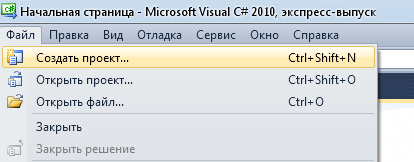 Начальная страница - Microsoft Visual C# 2010, экспресс-выпуск
Файл Правка Вид Отладка Сервис Окно Справка
Создать проект... Ctrl+Shift+N
Открыть проект... Ctrl+Shift+O
Открыть файл... Ctrl+O
Закрыть
Закрыть решение